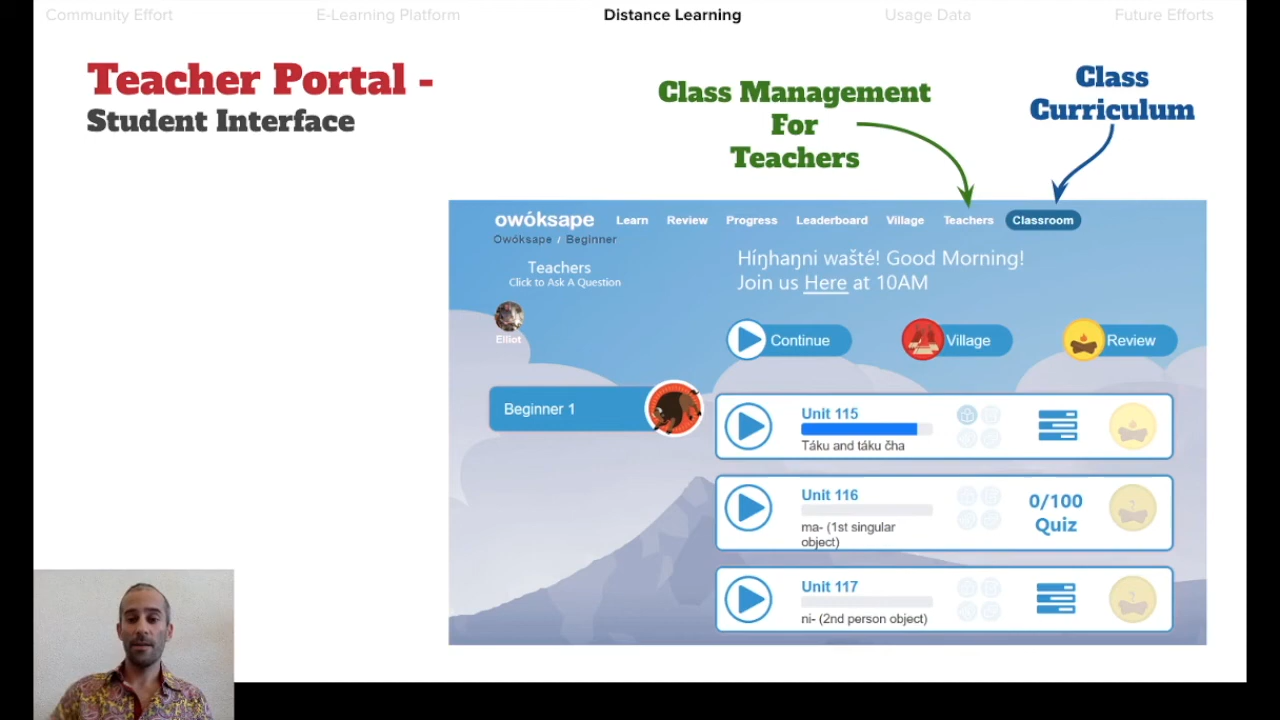 Community Effort
E-Learning Platform
Distance Learning
Usage Data
Future Efforts
Teacher Portal -
Student Interface
Class Management
For
Teachers
Class
Curriculum
owóksape
Learn
Review
Progress
Leaderboard
Village
Teachers
Classroom
Owóksape / Beginner
Teachers
Click to Ask A Question
Elliot
Híŋhaŋni wašté! Good Morning!
Join us Here at 10AM
Continue
Village
Review
Beginner 1
Unit 115
Táku and táku čha
Unit 116
ma- (1st singular
object)
0/100
Quiz
Unit 117
ni- (2nd person object)